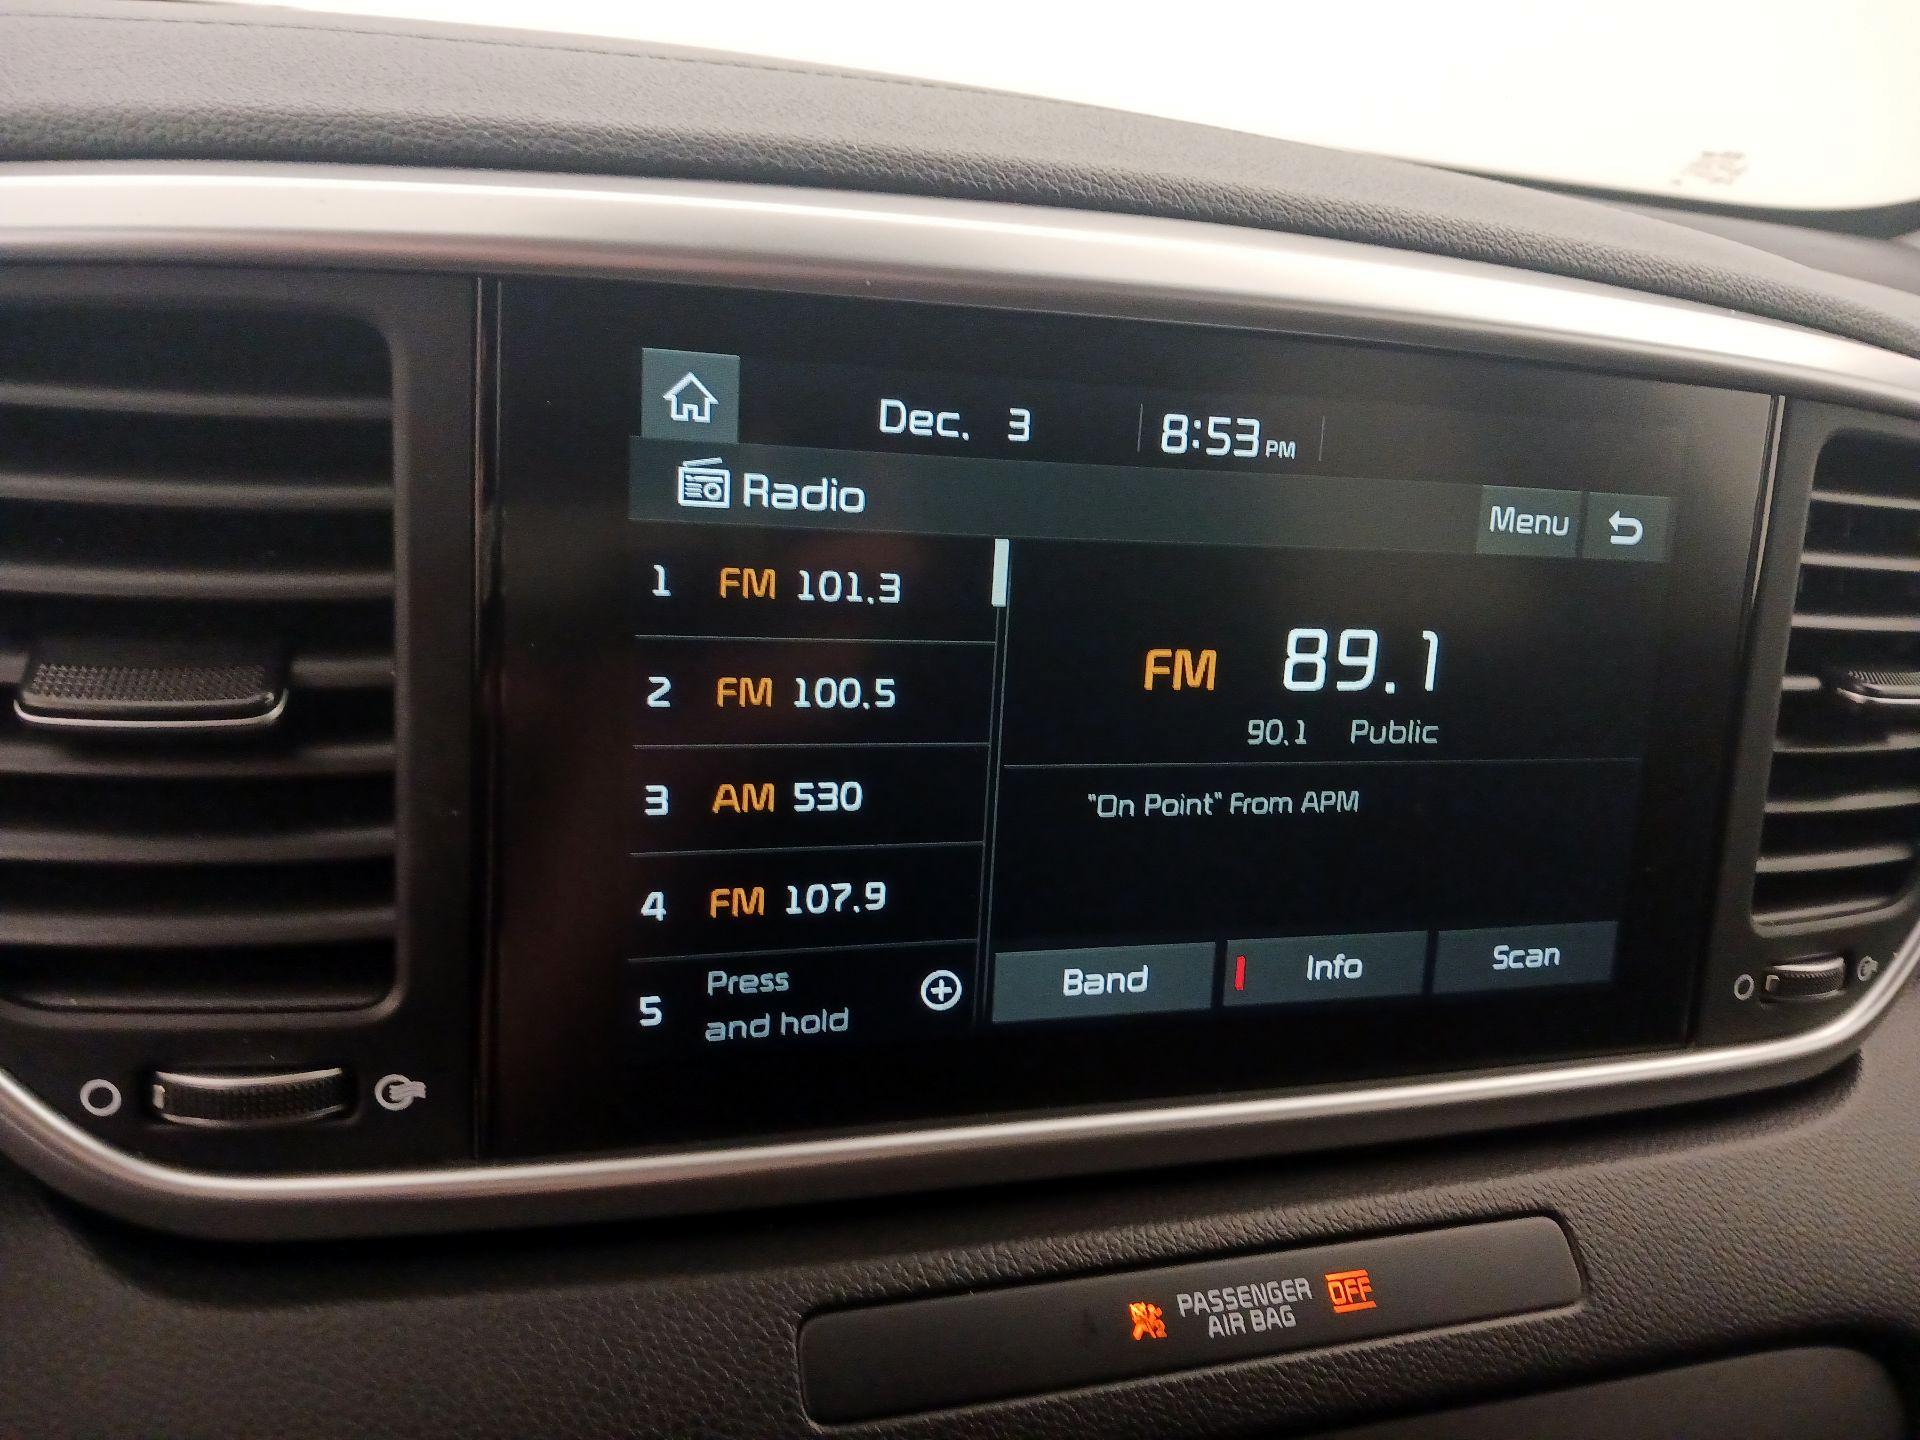 Dec. 3 8:53 PM
Radio
Menu
1 FM 101.3
2 FM 100.5
3 AM 530
4 FM 107.9
5 Press
and hold
FM 89.1
90.1 Public
"On Point" From APM
Band
Info
Scan
PASSENGER
AIR BAG
OFF